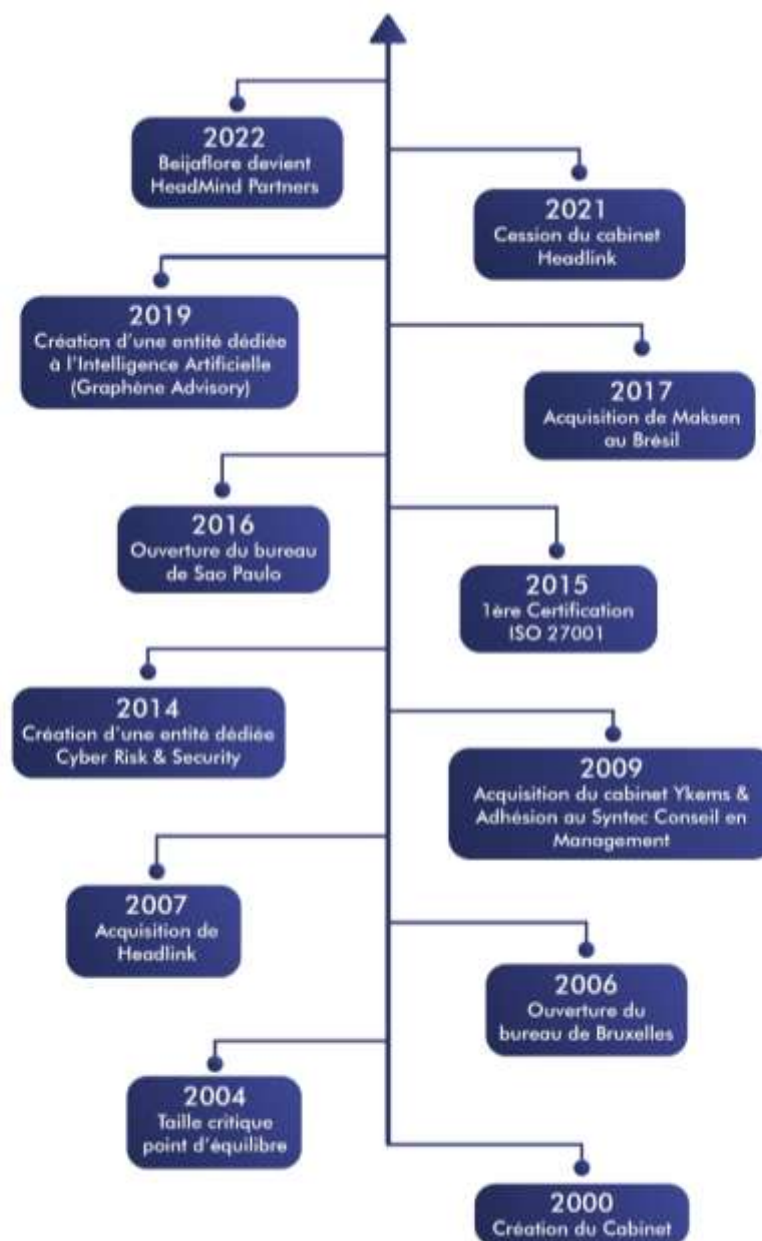 2022
Beijaflore devient
HeadMind Partners
2021
Cession du cabinet
Headlink
2019
Création d'une entité dédiée
à l'Intelligence Artificielle
(Graphène Advisory)
2017
Acquisition de Maksen
au Brésil
2016
Ouverture du bureau
de Sao Paulo
2015
1ère Certification
ISO 27001
2014
Création d'une entité dédiée
Cyber Risk & Security
2009
Acquisition du cabinet Ykems &
Adhésion au Syntec Conseil en
Management
2007
Acquisition de
Headlink
2006
Ouverture du
bureau de Bruxelles
2004
Taille critique
point d'équilibre
2000
Création du Cabinet